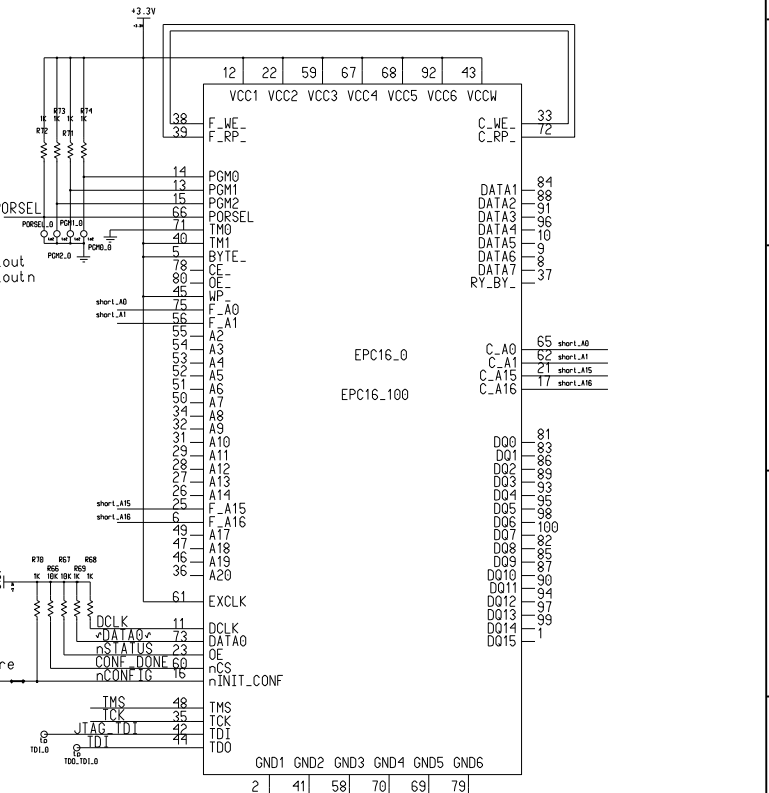 +3.3V
+3.3V
12 22 59 67 68 92 43
VCC1 VCC2 VCC3 VCC4 VCC5 VCC6 VCCW
R73 R74
1K 1K 1K
R72 R71
38 F_WE_
39 F_RP_
C_WE_ 33
C_RP_ 72
14 PGM0
13 PGM1
15 PGM2
PORSEL 66 PORSEL
71 TM0
40 TM1
5 BYTE_
78 CE_
80 OE_
45 WP_
PORSEL_0 PGM1_0
PGM2_0 PGM0_0
out
outn
short_A0 75 F_A0
short_A1 56 F_A1
55 A2
54 A3
53 A4
52 A5
51 A6
50 A7
34 A8
32 A9
31 A10
29 A11
28 A12
27 A13
26 A14
short_A15 25 F_A15
short_A16 6 F_A16
49 A17
47 A18
46 A19
36 A20
61 EXCLK
DATA1 84
DATA2 88
DATA3 91
DATA4 96
DATA5 10
DATA6 9
DATA7 8
RY_BY_ 37
EPC16_0
EPC16_100
C_A0 65 short_A0
C_A1 62 short_A1
C_A15 21 short_A15
C_A16 17 short_A16
DQ0 81
DQ1 83
DQ2 86
DQ3 89
DQ4 93
DQ5 95
DQ6 98
DQ7 100
DQ8 82
DQ9 85
DQ10 87
DQ11 90
DQ12 94
DQ13 97
DQ14 99
DQ15 1
R70 R67 R68
R66 R69
1K 10K 10K 1K 1K
DCLK 11 DCLK
DATA0 73 DATA0
nSTATUS 23 OE
CONF_DONE 60 nCS
nCONFIG 16 nINIT_CONF
re
TMS 48 TMS
TCK 35 TCK
JTAG_TDI 42 TDI
TDI 44 TDO
tp
TDI_0
tp
TDO_TDI_0
GND1 GND2 GND3 GND4 GND5 GND6
2 41 58 70 69 79